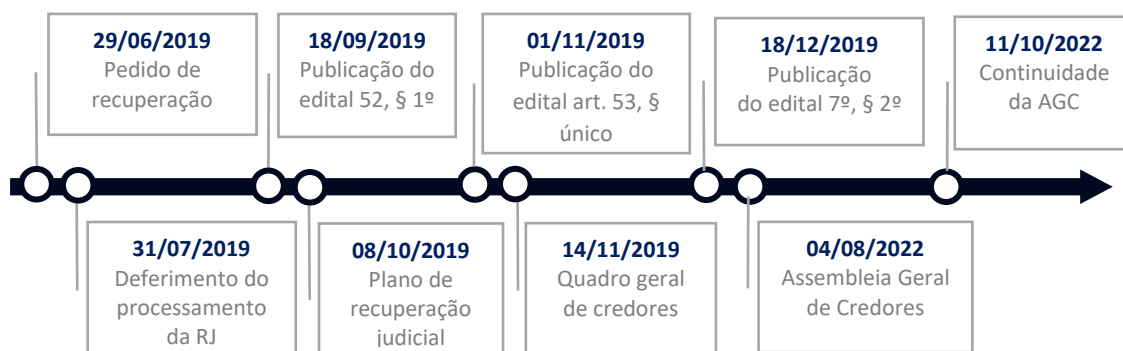 29/06/2019
Pedido de
recuperação
18/09/2019
Publicação do
edital 52, § 1º
01/11/2019
Publicação do
edital art. 53, §
único
18/12/2019
Publicação
do edital 7º, § 2º
11/10/2022
Continuidade
da AGC
31/07/2019
Deferimento do
processamento
da RJ
08/10/2019
Plano de
recuperação
judicial
14/11/2019
Quadro geral
de credores
04/08/2022
Assembleia Geral
de Credores